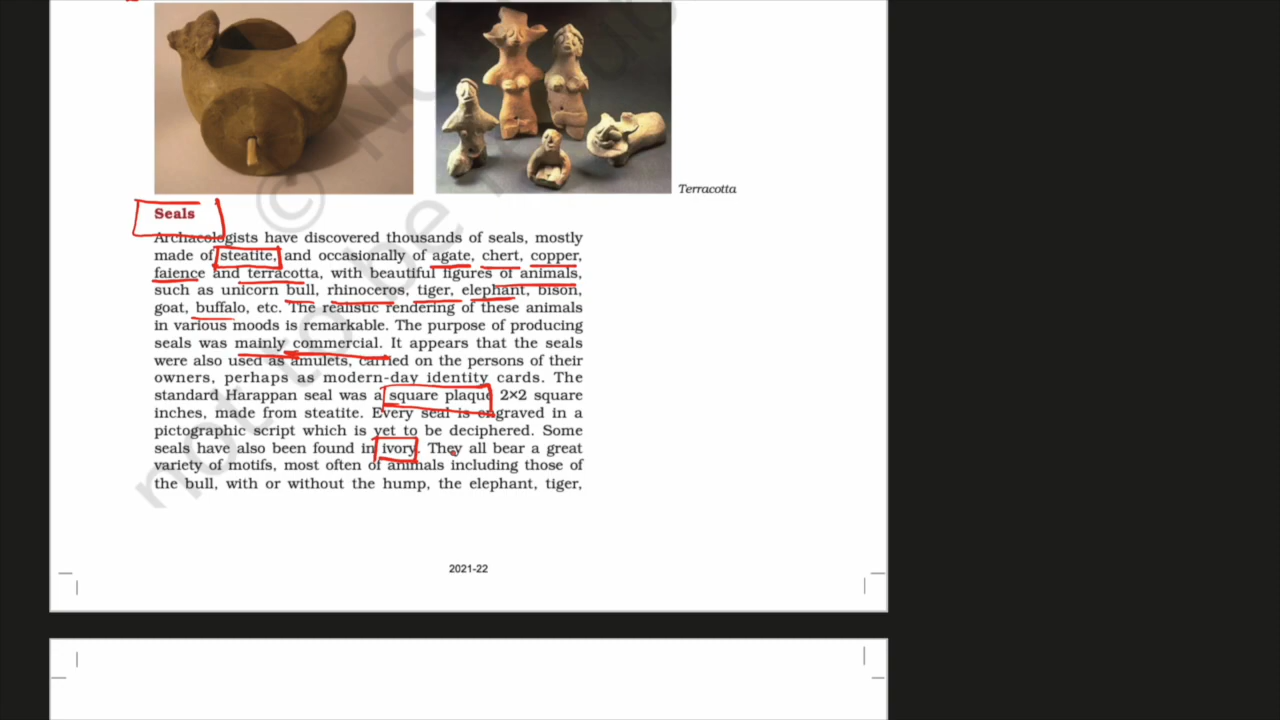 Terracotta
Seals
Archaeologists have discovered thousands of seals, mostly
made of steatite, and occasionally of agate, chert, copper,
faience and terracotta, with beautiful figures of animals,
such as unicorn bull, rhinoceros, tiger, elephant, bison,
goat, buffalo, etc. The realistic rendering of these animals
in various moods is remarkable. The purpose of producing
seals was mainly commercial. It appears that the seals
were also used as amulets, carried on the persons of their
owners, perhaps as modern-day identity cards. The
standard Harappan seal was a square plaque 2×2 square
inches, made from steatite. Every seal is engraved in a
pictographic script which is yet to be deciphered. Some
seals have also been found in ivory. They all bear a great
variety of motifs, most often of animals including those of
the bull, with or without the hump, the elephant, tiger,
not to be
2021-22